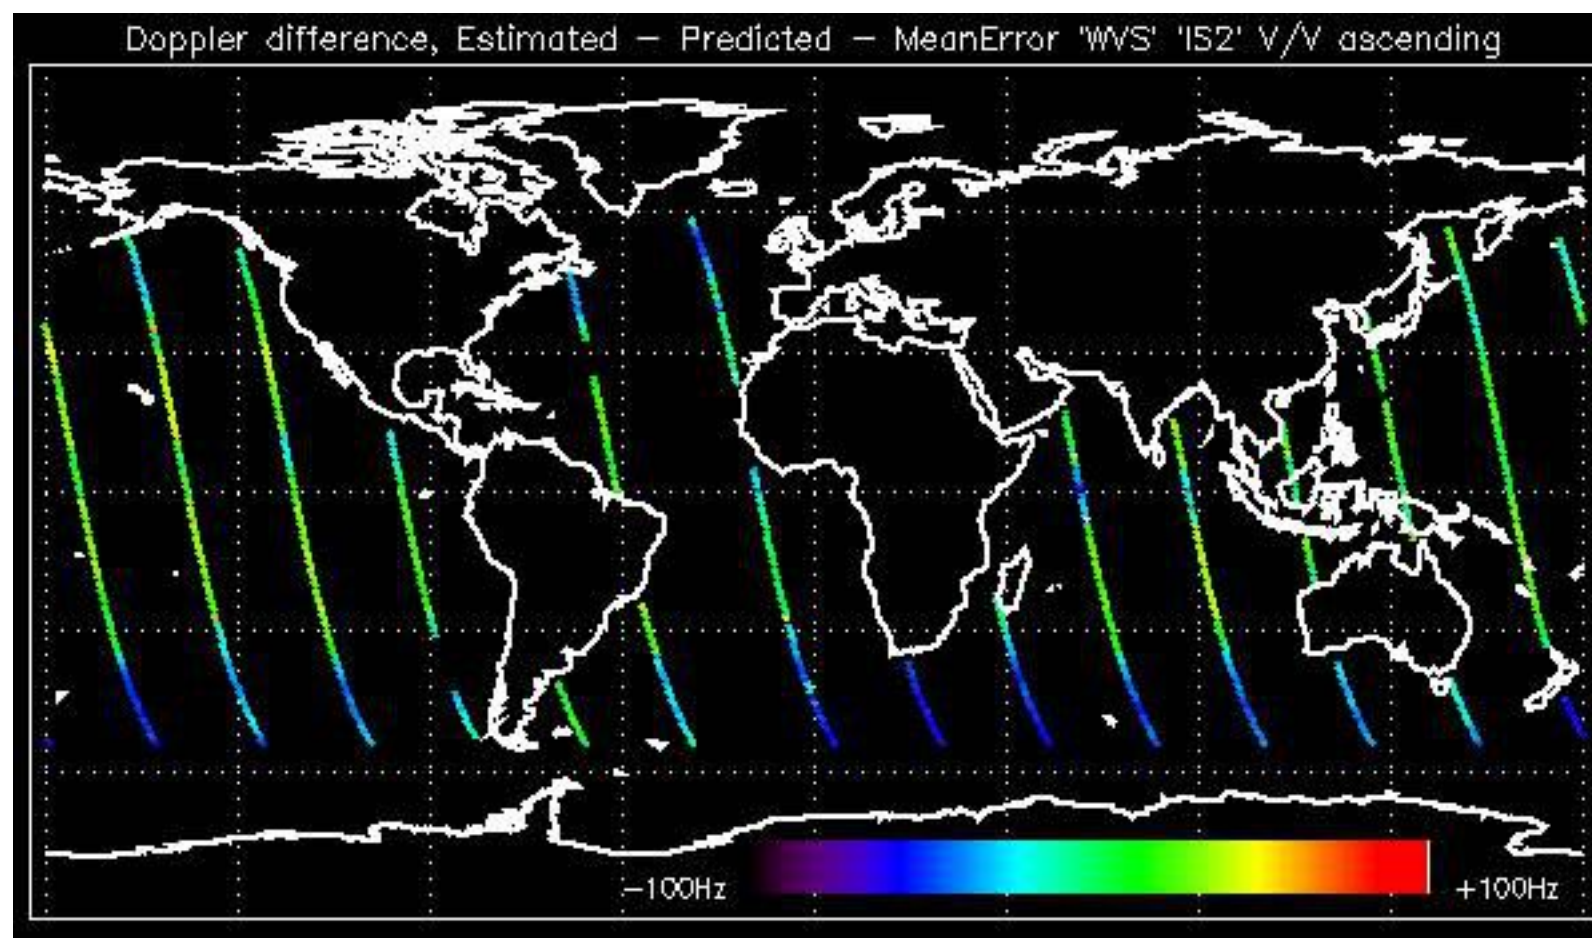 Doppler difference, Estimated – Predicted – MeanError 'WVS' 'IS2' V/V ascending
−100Hz
+100Hz